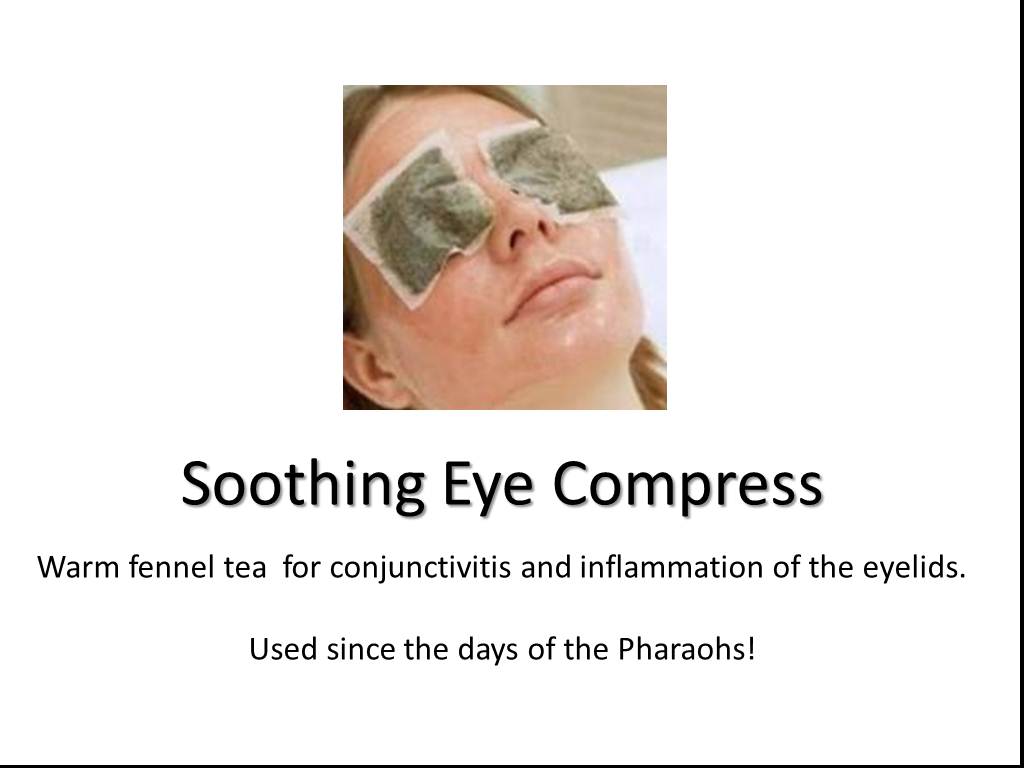 Soothing Eye Compress
Warm fennel tea  for conjunctivitis and inflammation of the eyelids.
Used since the days of the Pharaohs!